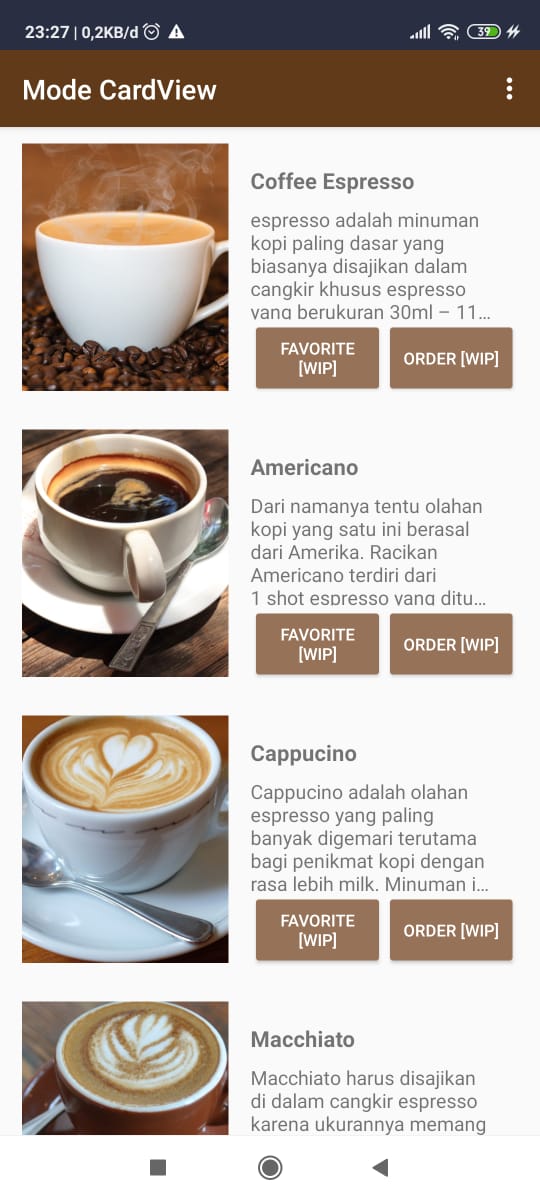 23:27 | 0,2KB/d
39
Mode CardView
Coffee Espresso
espresso adalah minuman
kopi paling dasar yang
biasanya disajikan dalam
cangkir khusus espresso
yang berukuran 30ml – 11...
FAVORITE
[WIP]
ORDER [WIP]
Americano
Dari namanya tentu olahan
kopi yang satu ini berasal
dari Amerika. Racikan
Americano terdiri dari
1 shot espresso yang ditu...
FAVORITE
[WIP]
ORDER [WIP]
Cappucino
Cappucino adalah olahan
espresso yang paling
banyak digemari terutama
bagi penikmat kopi dengan
rasa lebih milk. Minuman i...
FAVORITE
[WIP]
ORDER [WIP]
Macchiato
Macchiato harus disajikan
di dalam cangkir espresso
karena ukurannya memang